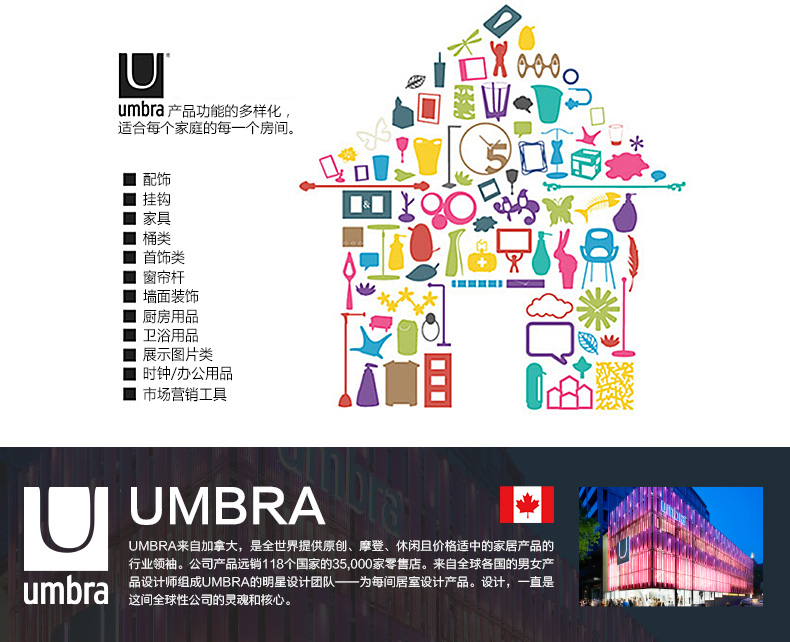 umbra® 产品功能的多样化，
适合每个家庭的每一个房间。
配饰
挂钩
家具
桶类
首饰类
窗帘杆
墙面装饰
厨房用品
卫浴用品
展示图片类
时钟/办公用品
市场营销工具
5
&
umbra
UMBRA
UMBRA来自加拿大，是全世界提供原创、摩登、休闲且价格适中的家居产品的
行业领袖。公司产品远销118个国家的35,000家零售店。来自全球各国的男女产
品设计师组成UMBRA的明星设计团队——为每间居室设计产品。设计，一直是
这间全球性公司的灵魂和核心。
umbra